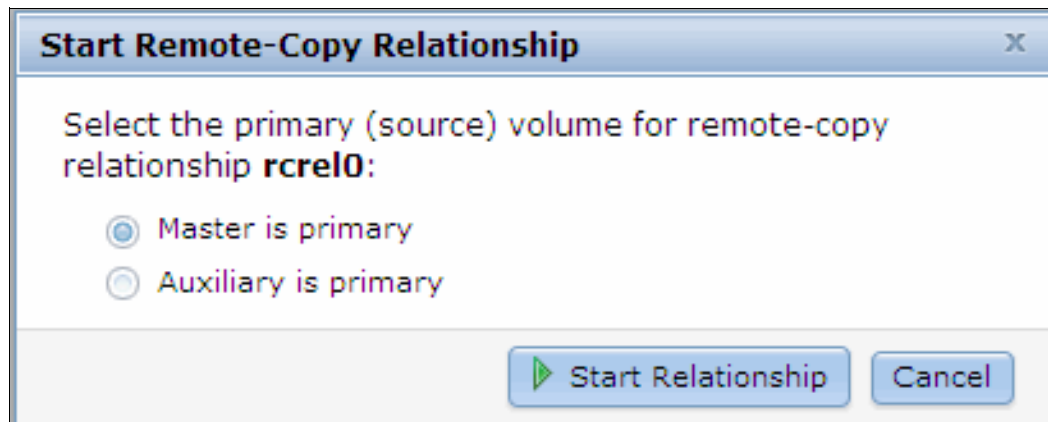 Start Remote-Copy Relationship x
Select the primary (source) volume for remote-copy
relationship rcrel0:
Master is primary
Auxiliary is primary
Start Relationship Cancel